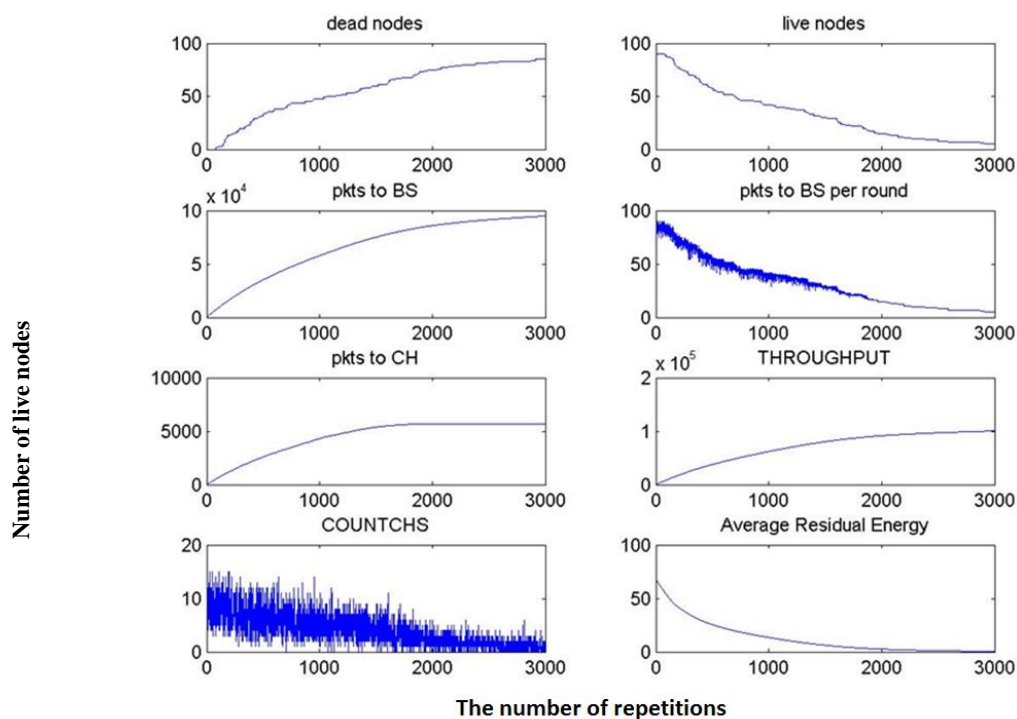 dead nodes
100
50
0
0 1000 2000 3000
live nodes
100
50
0
0 1000 2000 3000
pkts to BS
x 10^4
10
5
0
0 1000 2000 3000
pkts to BS per round
100
50
0
0 1000 2000 3000
pkts to CH
10000
5000
0
0 1000 2000 3000
THROUGHPUT
x 10^5
2
1
0
0 1000 2000 3000
COUNTCHS
20
10
0
0 1000 2000 3000
Average Residual Energy
100
50
0
0 1000 2000 3000
Number of live nodes
The number of repetitions